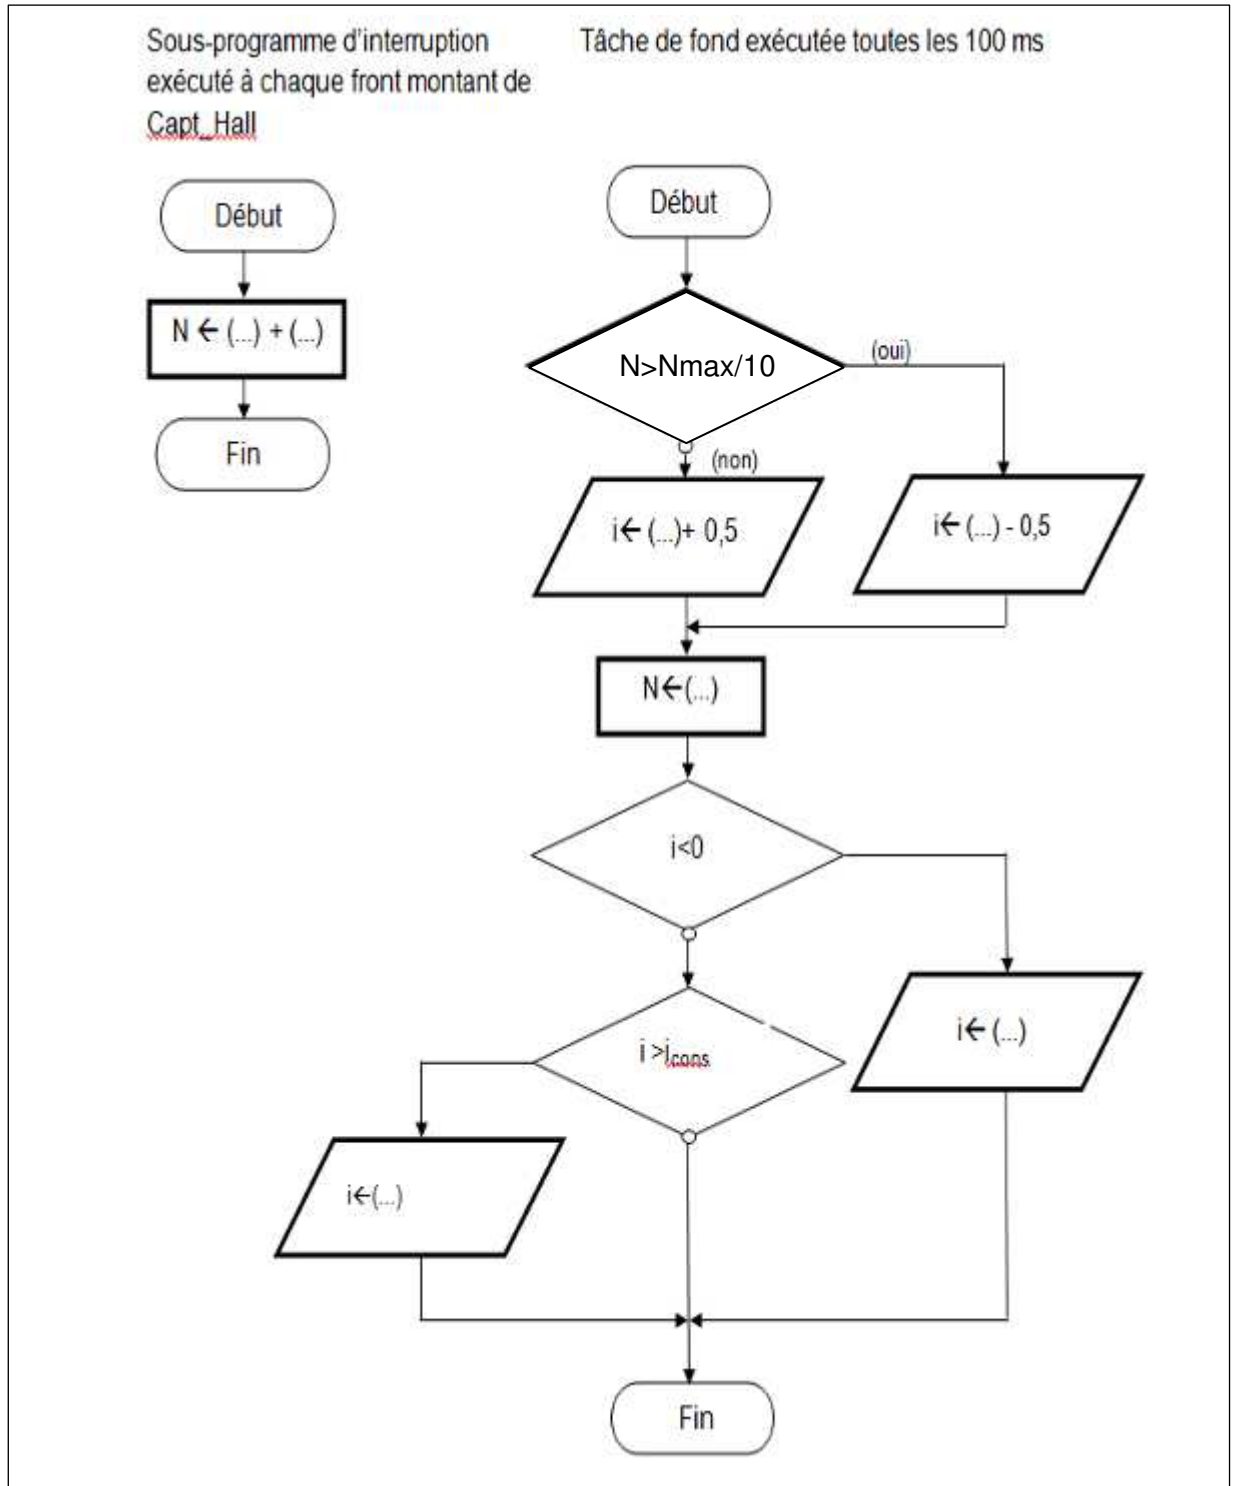 Sous-programme d'interruption
exécuté à chaque front montant de
Capt_Hall
Tâche de fond exécutée toutes les 100 ms
Début
N ← (...) + (...)
Fin
Début
N>Nmax/10
(oui)
(non)
i← (...)+ 0,5
i← (...) - 0,5
N←(...)
i<0
i← (...)
i >icons
i←(...)
Fin